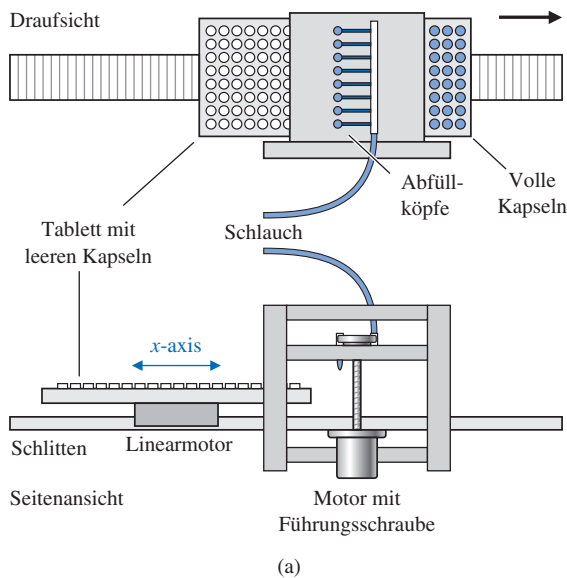 Draufsicht
Abfüll-
köpfe
Volle
Kapseln
Tablett mit
leeren Kapseln
Schlauch
x-axis
Schlitten
Linearmotor
Seitenansicht
Motor mit
Führungsschraube
(a)